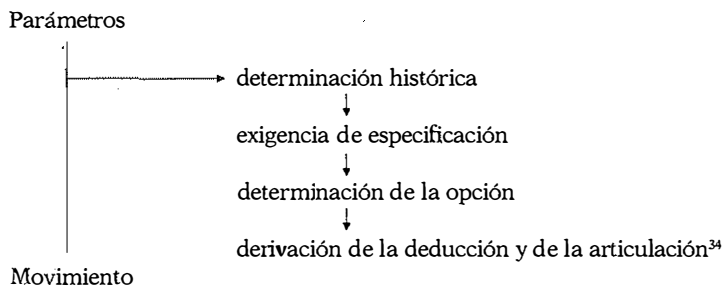 Parámetros
determinación histórica
exigencia de especificación
determinación de la opción
derivación de la deducción y de la articulación³⁴
Movimiento